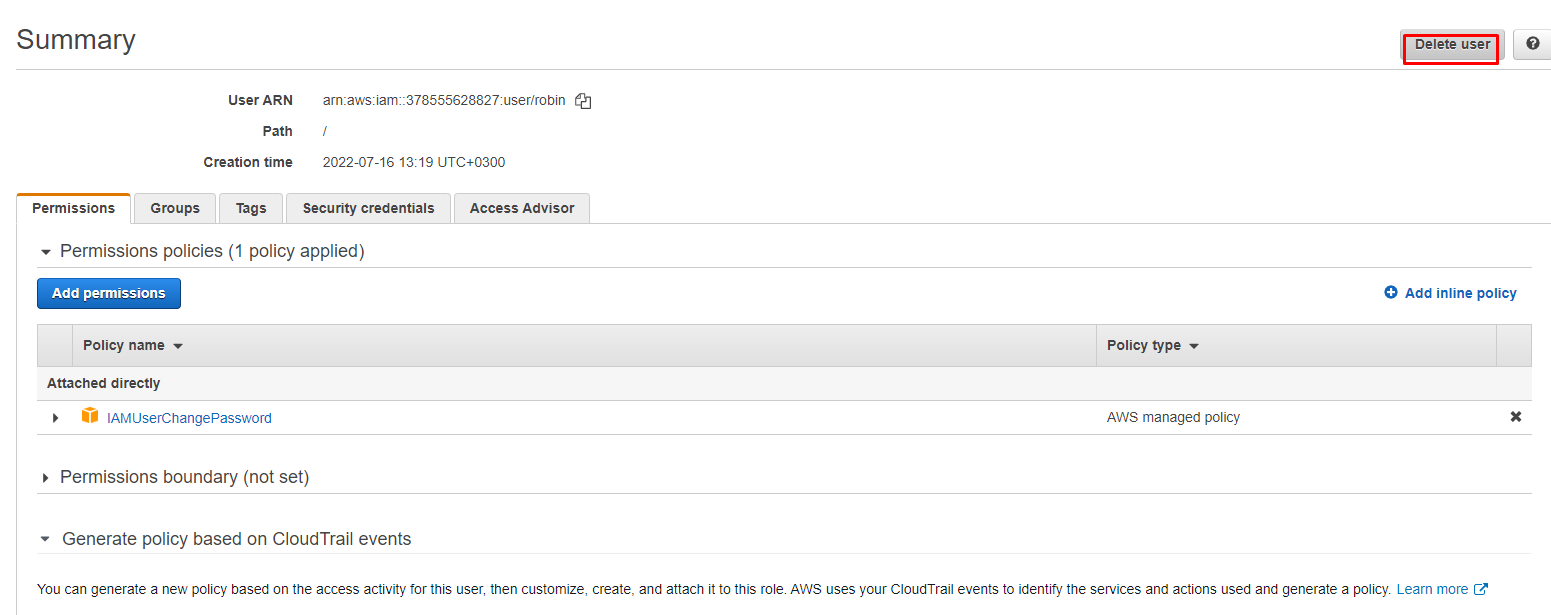 Summary
Delete user
User ARN arn:aws:iam::378555628827:user/robin
Path /
Creation time 2022-07-16 13:19 UTC+0300
Permissions Groups Tags Security credentials Access Advisor
Permissions policies (1 policy applied)
Add permissions Add inline policy
Policy name Policy type
Attached directly
IAMUserChangePassword AWS managed policy
Permissions boundary (not set)
Generate policy based on CloudTrail events
You can generate a new policy based on the access activity for this user, then customize, create, and attach it to this role. AWS uses your CloudTrail events to identify the services and actions used and generate a policy. Learn more